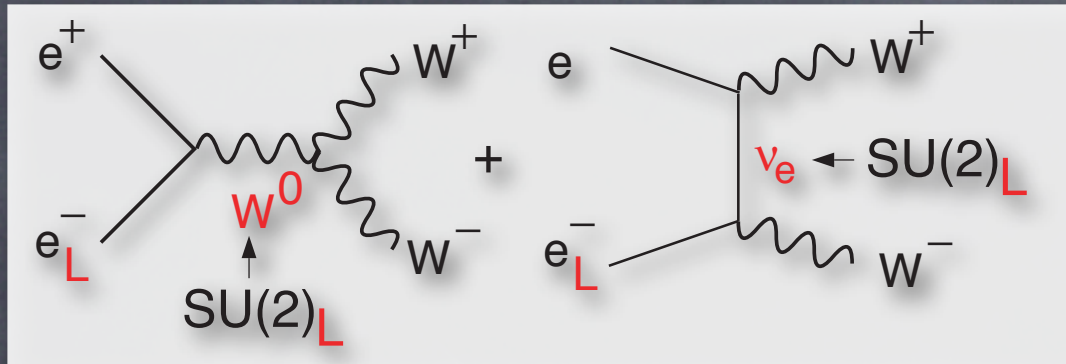 e+ W+ e W+
+ νe ← SU(2)L
W0
e-L W- e-L W-
SU(2)L